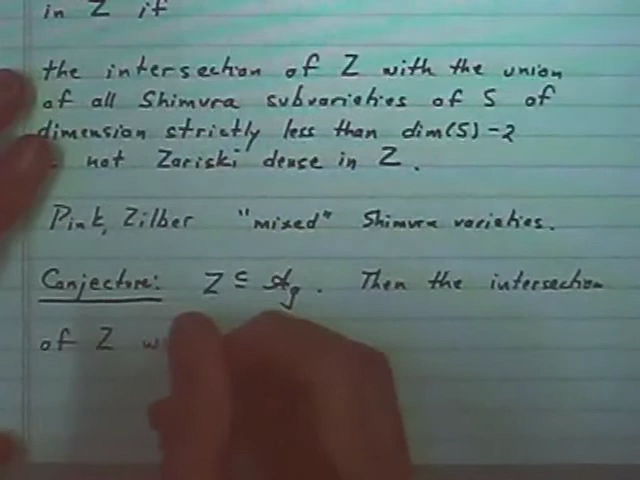 in Z if
the intersection of Z with the union
of all Shimura subvarieties of S of
dimension strictly less than dim(S) - 2
not Zariski dense in Z.
Pink, Zilber "mixed" Shimura varieties.
Conjecture: Z ⊆ 𝒜g. Then the intersection
of Z